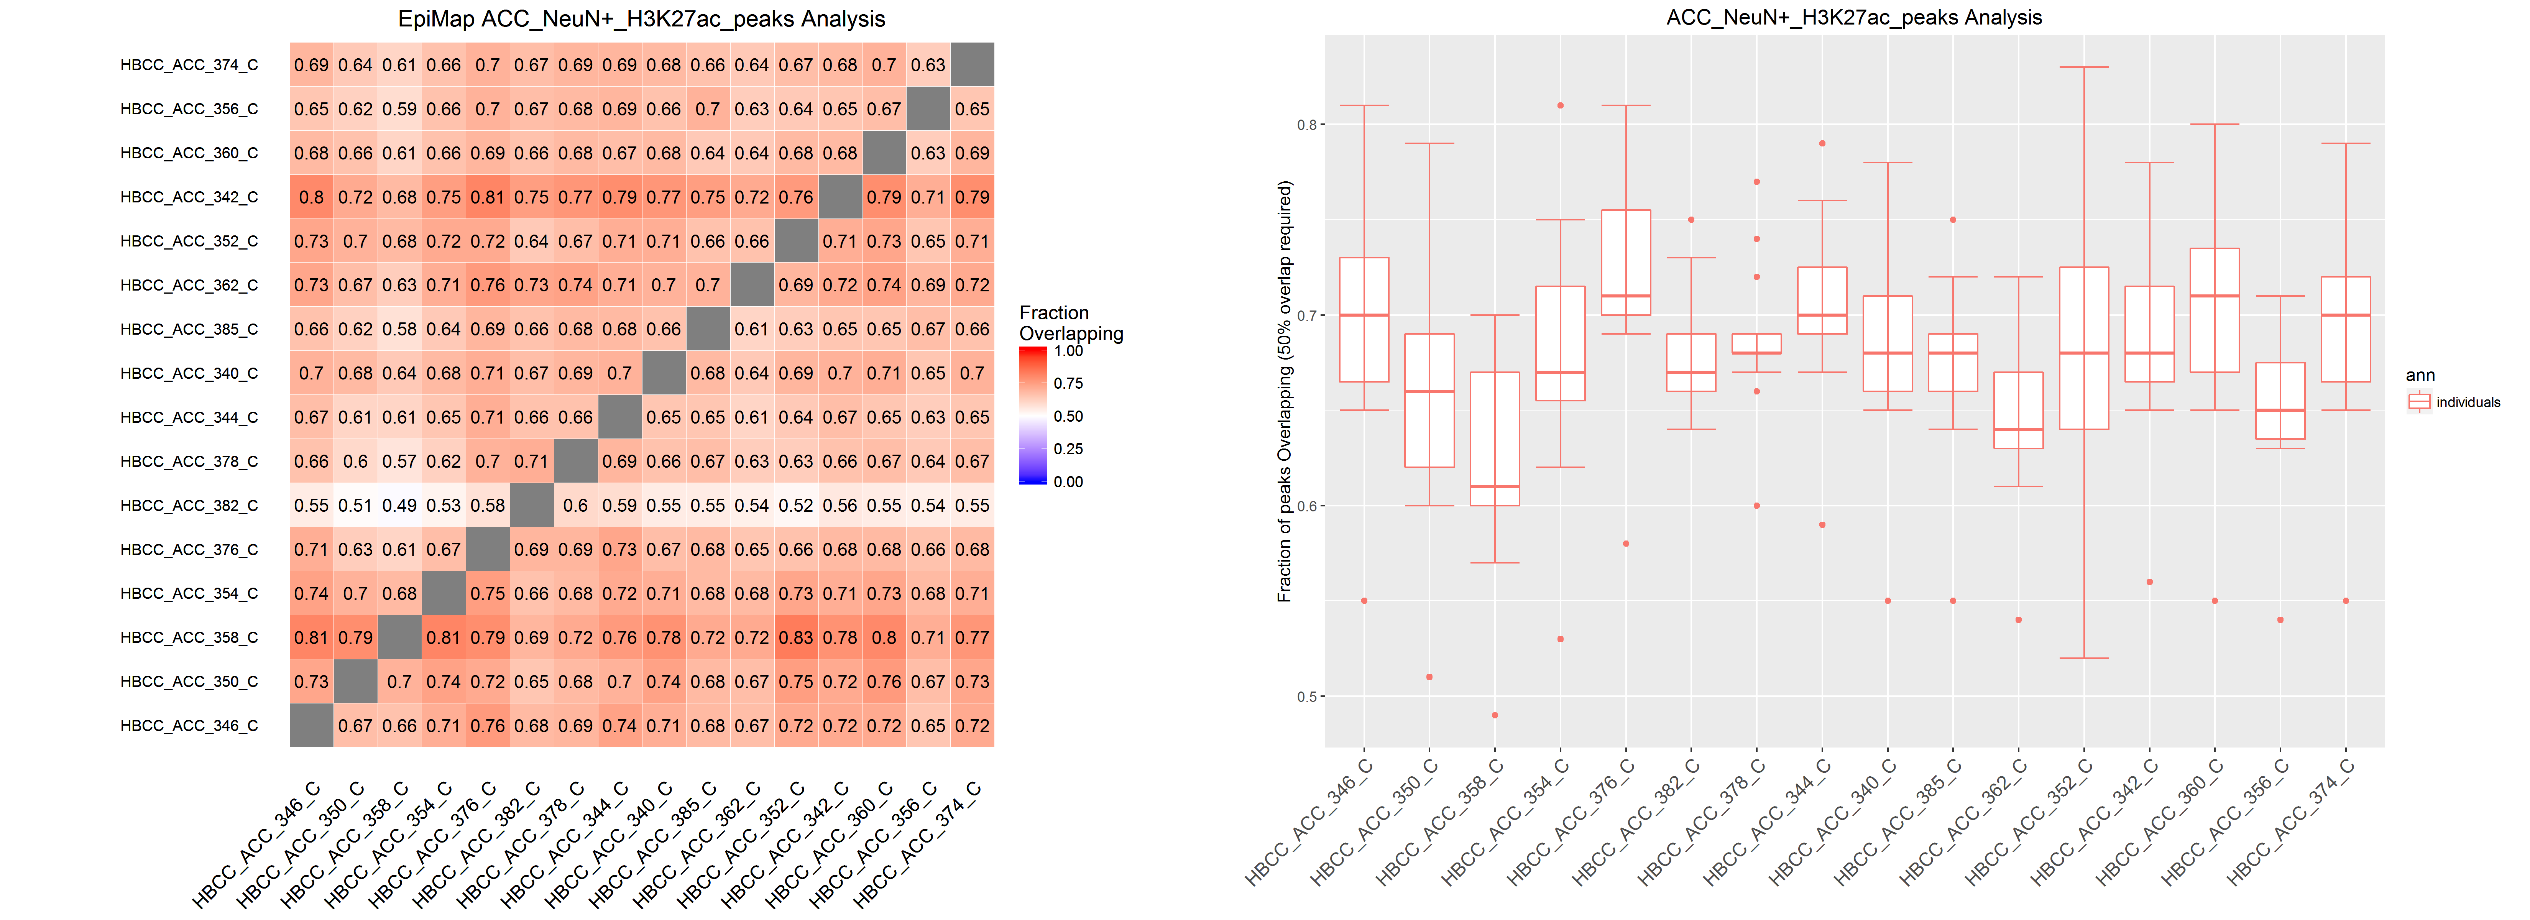 EpiMap ACC_NeuN+_H3K27ac_peaks Analysis
HBCC_ACC_374_C 0.69 0.64 0.61 0.66 0.7 0.67 0.69 0.69 0.68 0.66 0.64 0.67 0.68 0.7 0.63
HBCC_ACC_356_C 0.65 0.62 0.59 0.66 0.7 0.67 0.68 0.69 0.66 0.7 0.63 0.64 0.65 0.67 0.65
HBCC_ACC_360_C 0.68 0.66 0.61 0.66 0.69 0.66 0.68 0.67 0.68 0.64 0.64 0.68 0.68 0.63 0.69
HBCC_ACC_342_C 0.8 0.72 0.68 0.75 0.81 0.75 0.77 0.79 0.77 0.75 0.72 0.76 0.79 0.71 0.79
HBCC_ACC_352_C 0.73 0.7 0.68 0.72 0.72 0.64 0.67 0.71 0.71 0.66 0.66 0.71 0.73 0.65 0.71
HBCC_ACC_362_C 0.73 0.67 0.63 0.71 0.76 0.73 0.74 0.71 0.7 0.7 0.69 0.72 0.74 0.69 0.72
HBCC_ACC_385_C 0.66 0.62 0.58 0.64 0.69 0.66 0.68 0.68 0.66 0.61 0.63 0.65 0.65 0.67 0.66
HBCC_ACC_340_C 0.7 0.68 0.64 0.68 0.71 0.67 0.69 0.7 0.68 0.64 0.69 0.7 0.71 0.65 0.7
HBCC_ACC_344_C 0.67 0.61 0.61 0.65 0.71 0.66 0.66 0.65 0.65 0.61 0.64 0.67 0.65 0.63 0.65
HBCC_ACC_378_C 0.66 0.6 0.57 0.62 0.7 0.71 0.69 0.66 0.67 0.63 0.63 0.66 0.67 0.64 0.67
HBCC_ACC_382_C 0.55 0.51 0.49 0.53 0.58 0.6 0.59 0.55 0.55 0.54 0.52 0.56 0.55 0.54 0.55
HBCC_ACC_376_C 0.71 0.63 0.61 0.67 0.69 0.69 0.73 0.67 0.68 0.65 0.66 0.68 0.68 0.66 0.68
HBCC_ACC_354_C 0.74 0.7 0.68 0.75 0.66 0.68 0.72 0.71 0.68 0.68 0.73 0.71 0.73 0.68 0.71
HBCC_ACC_358_C 0.81 0.79 0.81 0.79 0.69 0.72 0.76 0.78 0.72 0.72 0.83 0.78 0.8 0.71 0.77
HBCC_ACC_350_C 0.73 0.7 0.74 0.72 0.65 0.68 0.7 0.74 0.68 0.67 0.75 0.72 0.76 0.67 0.73
HBCC_ACC_346_C 0.67 0.66 0.71 0.76 0.68 0.69 0.74 0.71 0.68 0.67 0.72 0.72 0.72 0.65 0.72
HBCC_ACC_346_C
HBCC_ACC_350_C
HBCC_ACC_358_C
HBCC_ACC_354_C
HBCC_ACC_376_C
HBCC_ACC_382_C
HBCC_ACC_378_C
HBCC_ACC_344_C
HBCC_ACC_340_C
HBCC_ACC_385_C
HBCC_ACC_362_C
HBCC_ACC_352_C
HBCC_ACC_342_C
HBCC_ACC_360_C
HBCC_ACC_356_C
HBCC_ACC_374_C
Fraction
Overlapping
1.00
0.75
0.50
0.25
0.00
ACC_NeuN+_H3K27ac_peaks Analysis
Fraction of peaks Overlapping (50% overlap required)
0.8
0.7
0.6
0.5
HBCC_ACC_346_C
HBCC_ACC_350_C
HBCC_ACC_358_C
HBCC_ACC_354_C
HBCC_ACC_376_C
HBCC_ACC_382_C
HBCC_ACC_378_C
HBCC_ACC_344_C
HBCC_ACC_340_C
HBCC_ACC_385_C
HBCC_ACC_362_C
HBCC_ACC_352_C
HBCC_ACC_342_C
HBCC_ACC_360_C
HBCC_ACC_356_C
HBCC_ACC_374_C
ann
individuals